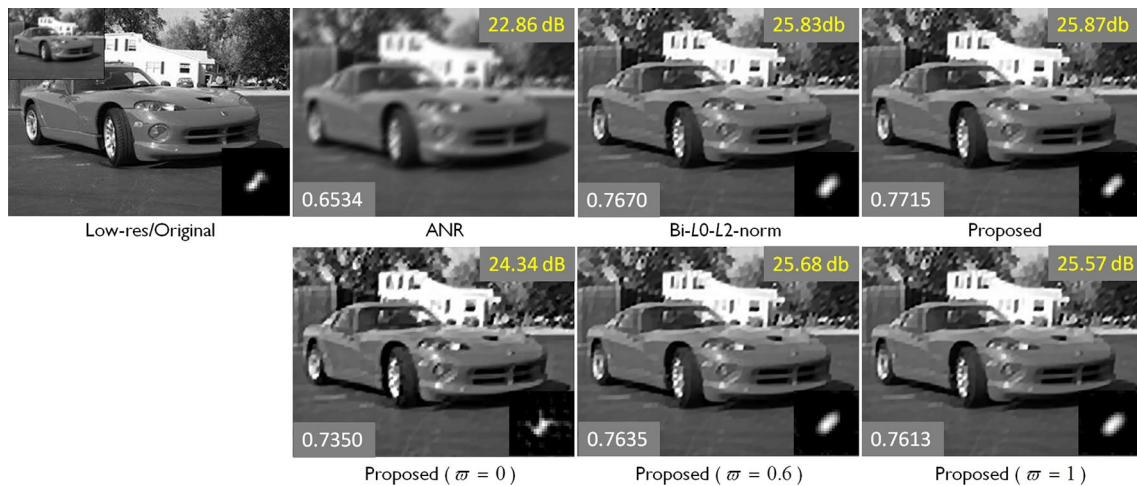 22.86 dB
25.83db
25.87db
0.6534
0.7670
0.7715
Low-res/Original
ANR
Bi-L0-L2-norm
Proposed
24.34 dB
25.68 db
25.57 db
0.7350
0.7635
0.7613
Proposed ( ϖ = 0 )
Proposed ( ϖ = 0.6 )
Proposed ( ϖ = 1 )